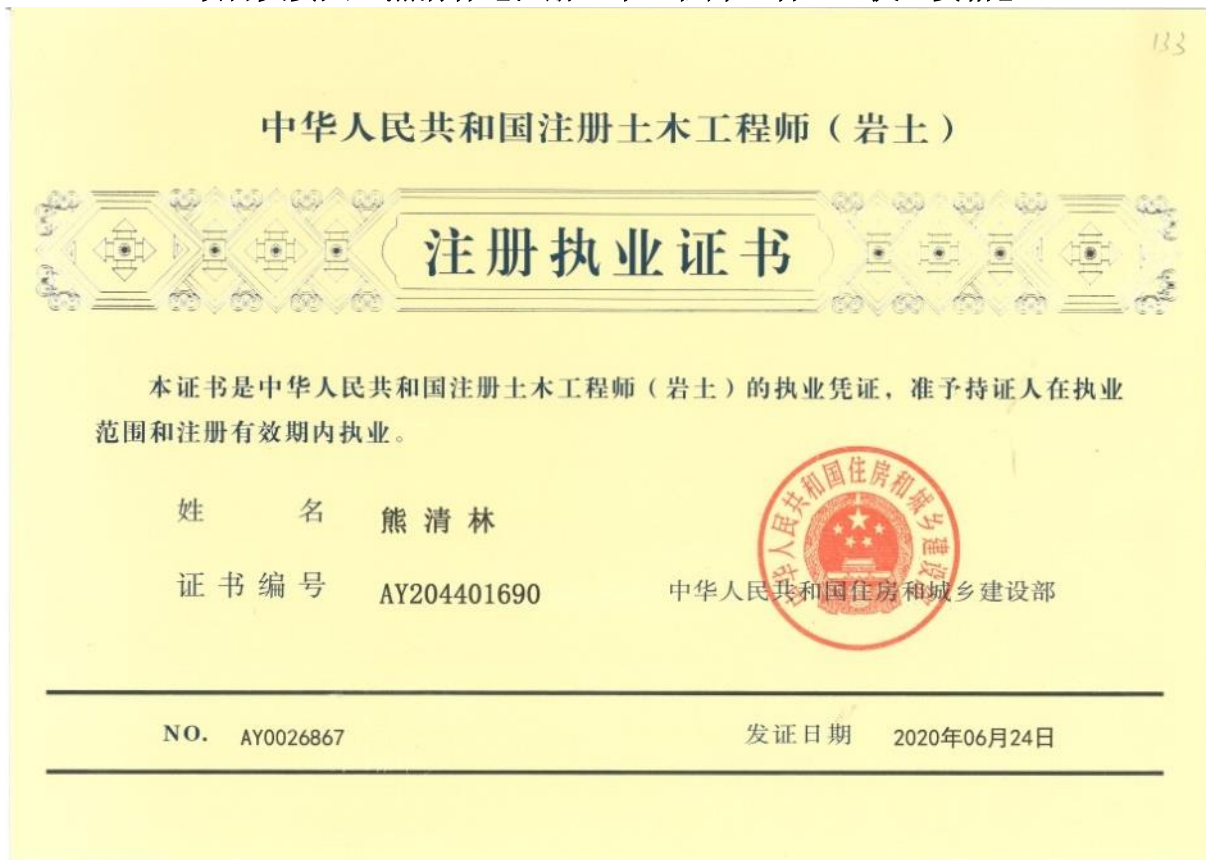 133
中华人民共和国注册土木工程师（岩土）
注册执业证书
本证书是中华人民共和国注册土木工程师（岩土）的执业凭证，准予持证人在执业
范围和注册有效期内执业。
姓 名 熊清林
证书编号 AY204401690
中华人民共和国住房和城乡建设部
中华人民共和国住房和城乡建设部
NO. AY0026867
发证日期 2020年06月24日